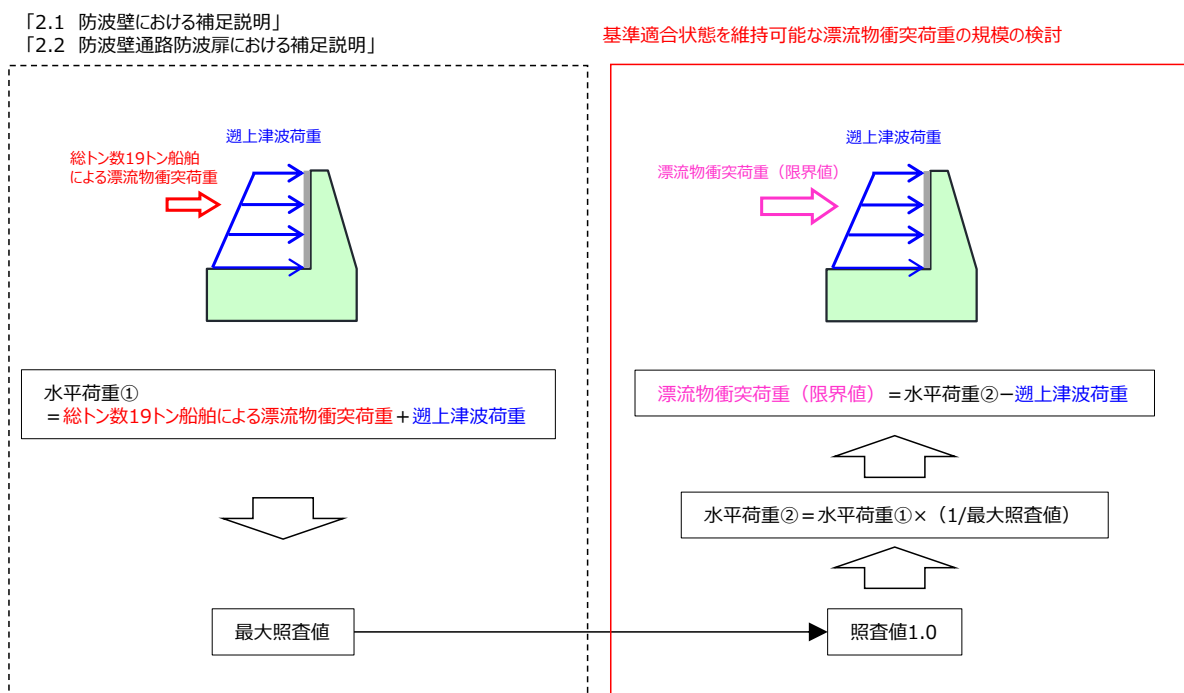 「2.1 防波壁における補足説明」
「2.2 防波壁通路防波扉における補足説明」
遡上津波荷重
総トン数19トン船舶
による漂流物衝突荷重
水平荷重①
＝総トン数19トン船舶による漂流物衝突荷重＋遡上津波荷重
最大照査値
基準適合状態を維持可能な漂流物衝突荷重の規模の検討
遡上津波荷重
漂流物衝突荷重（限界値）
漂流物衝突荷重（限界値）＝水平荷重②−遡上津波荷重
水平荷重②＝水平荷重①×（1/最大照査値）
照査値1.0